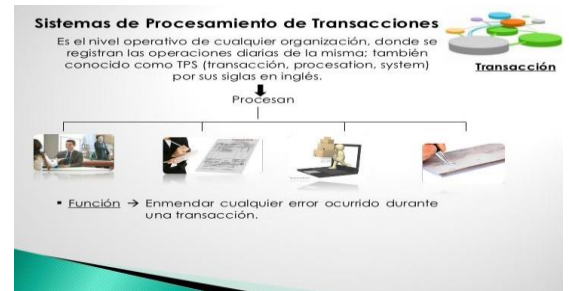 Sistemas de Procesamiento de Transacciones
Es el nivel operativo de cualquier organización, donde se
registran las operaciones diarias de la misma; también
conocido como TPS (transacción, procesation, system)
por sus siglas en inglés.
Transacción
Procesan
▪ Función → Enmendar cualquier error ocurrido durante
una transacción.